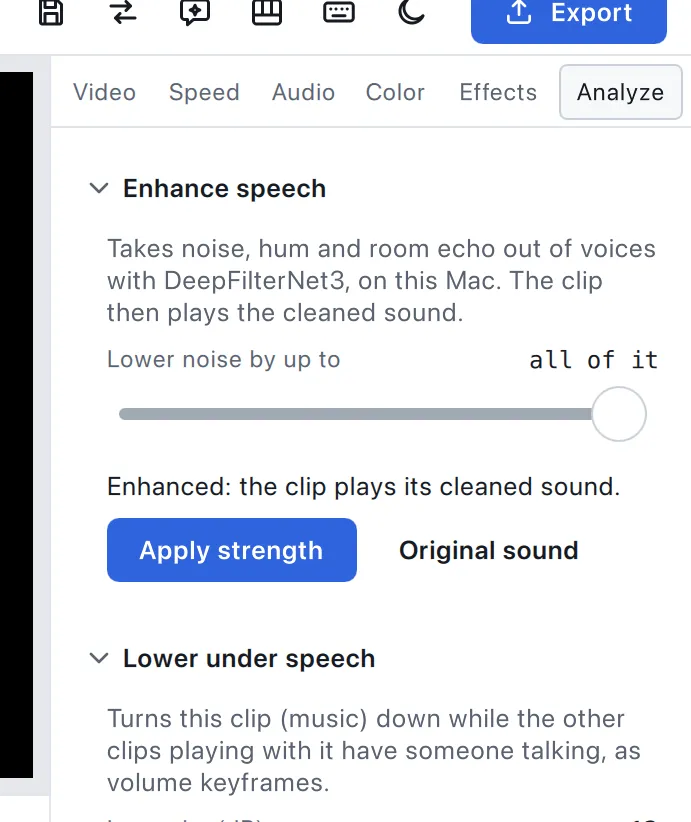 Export
Video Speed Audio Color Effects Analyze
Enhance speech
Takes noise, hum and room echo out of voices
with DeepFilterNet3, on this Mac. The clip
then plays the cleaned sound.
Lower noise by up to all of it
Enhanced: the clip plays its cleaned sound.
Apply strength Original sound
Lower under speech
Turns this clip (music) down while the other
clips playing with it have someone talking, as
volume keyframes.